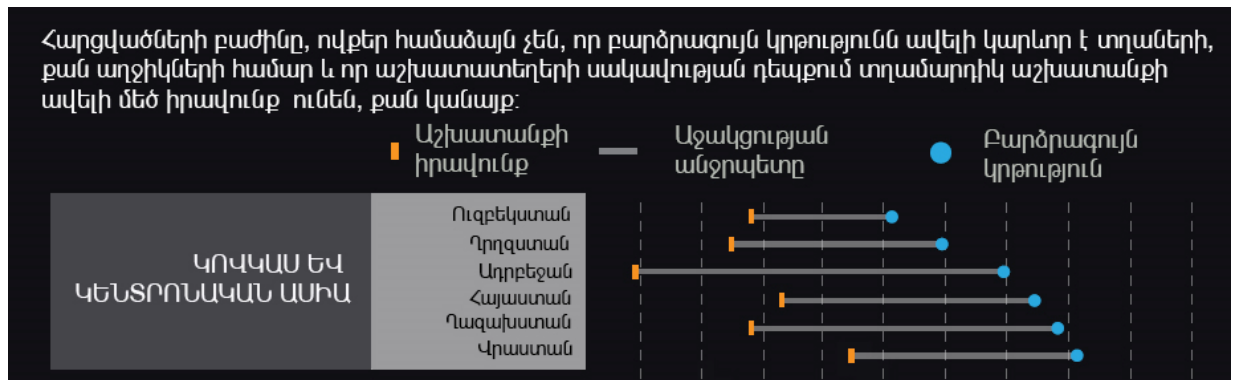 Հարցվածների բաժինը, ովքեր համաձայն չեն, որ բարձրագույն կրթությունն ավելի կարևոր է տղաների,
քան աղջիկների համար և որ աշխատատեղերի սակավության դեպքում տղամարդիկ աշխատանքի
ավելի մեծ իրավունք ունեն, քան կանայք:
Աշխատանքի
իրավունք
Աջակցության
անջրպետը
Բարձրագույն
կրթություն
ԿՈՎԿԱՍ ԵՎ
ԿԵՆՏՐՈՆԱԿԱՆ ԱՍԻԱ
Ուզբեկստան
Ղրղզստան
Ադրբեջան
Հայաստան
Ղազախստան
Վրաստան